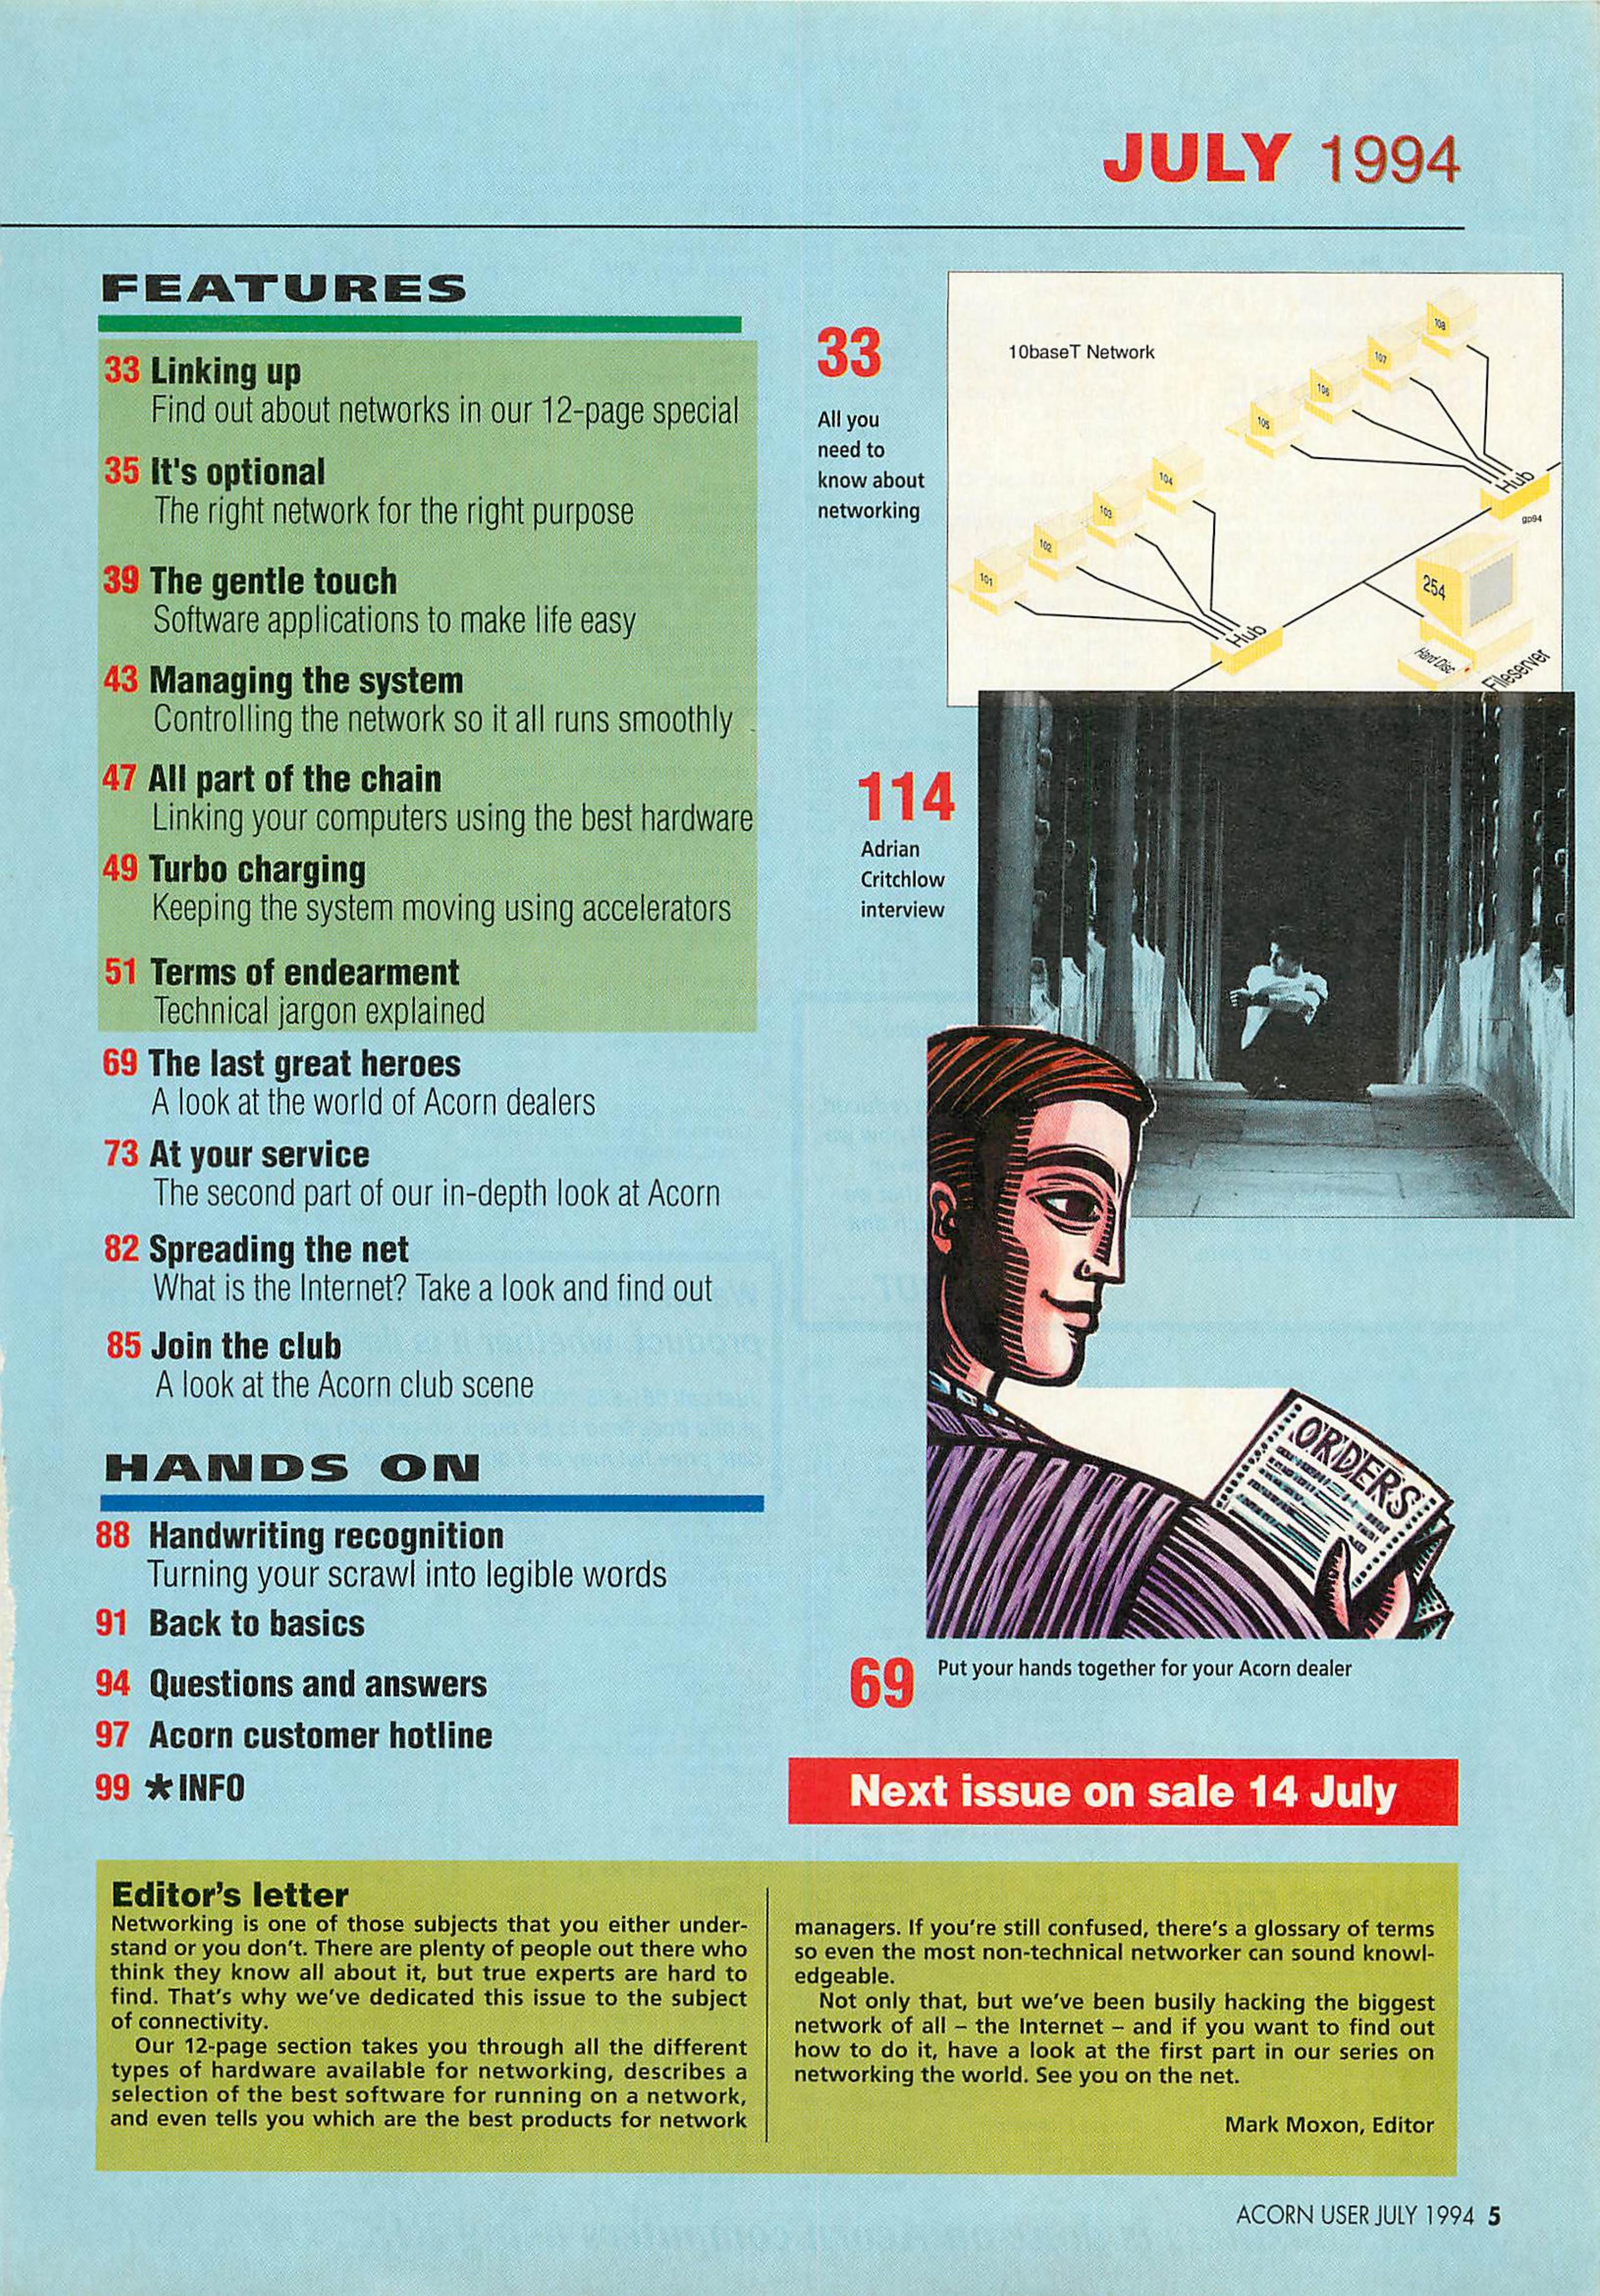 JULY 1994
FEATURES
33 Linking up
Find out about networks in our 12-page special
35 It's optional
The right network for the right purpose
39 The gentle touch
Software applications to make life easy
43 Managing the system
Controlling the network so it all runs smoothly
47 All part of the chain
Linking your computers using the best hardware
49 Turbo charging
Keeping the system moving using accelerators
51 Terms of endearment
Technical jargon explained
69 The last great heroes
A look at the world of Acorn dealers
73 At your service
The second part of our in-depth look at Acorn
82 Spreading the net
What is the Internet? Take a look and find out
85 Join the club
A look at the Acorn club scene
HANDS ON
88 Handwriting recognition
Turning your scrawl into legible words
91 Back to basics
94 Questions and answers
97 Acorn customer hotline
99 *INFO
33
All you
need to
know about
networking
10baseT Network
108
107
106
105
104
103
102
101
Hub
gp94
254
Hub
Hard Disc
Fileserver
114
Adrian
Critchlow
interview
ORDERS
69 Put your hands together for your Acorn dealer
Next issue on sale 14 July
Editor's letter
Networking is one of those subjects that you either under-
stand or you don't. There are plenty of people out there who
think they know all about it, but true experts are hard to
find. That's why we've dedicated this issue to the subject
of connectivity.
Our 12-page section takes you through all the different
types of hardware available for networking, describes a
selection of the best software for running on a network,
and even tells you which are the best products for network
managers. If you're still confused, there's a glossary of terms
so even the most non-technical networker can sound knowl-
edgeable.
Not only that, but we've been busily hacking the biggest
network of all – the Internet – and if you want to find out
how to do it, have a look at the first part in our series on
networking the world. See you on the net.
Mark Moxon, Editor
ACORN USER JULY 1994 5